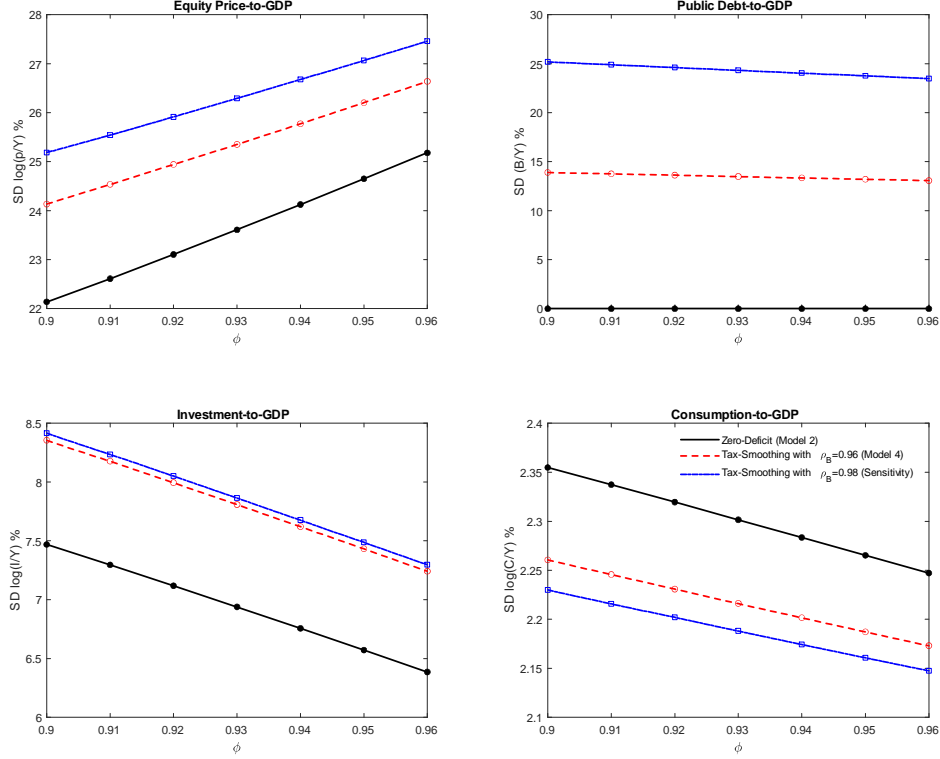 Equity Price-to-GDP
28
27
26
25
24
23
22
SD log(p/Y) %
0.9 0.91 0.92 0.93 0.94 0.95 0.96
ϕ
Public Debt-to-GDP
30
25
20
15
10
5
0
SD (B/Y) %
0.9 0.91 0.92 0.93 0.94 0.95 0.96
ϕ
Investment-to-GDP
8.5
8
7.5
7
6.5
6
SD log(I/Y) %
0.9 0.91 0.92 0.93 0.94 0.95 0.96
ϕ
Consumption-to-GDP
2.4
2.35
2.3
2.25
2.2
2.15
2.1
SD log(C/Y) %
Zero-Deficit (Model 2)
Tax-Smoothing with ρ_B=0.96 (Model 4)
Tax-Smoothing with ρ_B=0.98 (Sensitivity)
0.9 0.91 0.92 0.93 0.94 0.95 0.96
ϕ